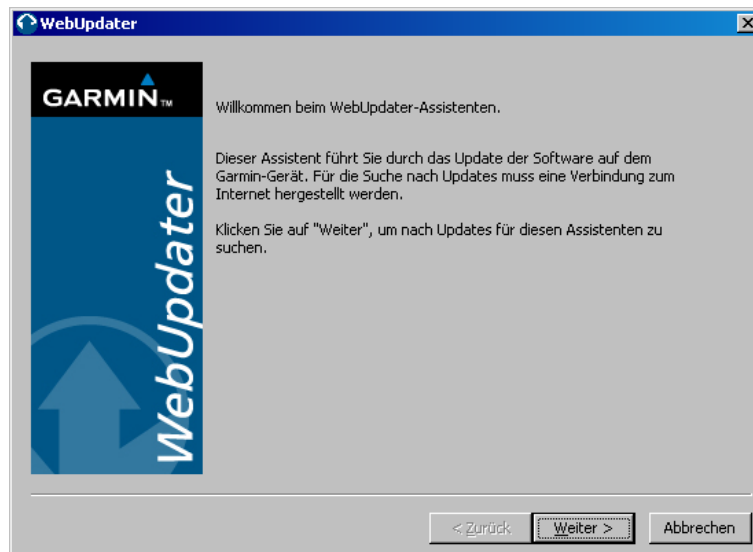 WebUpdater
GARMIN™
Willkommen beim WebUpdater-Assistenten.
Dieser Assistent führt Sie durch das Update der Software auf dem
Garmin-Gerät. Für die Suche nach Updates muss eine Verbindung zum
Internet hergestellt werden.
Klicken Sie auf "Weiter", um nach Updates für diesen Assistenten zu
suchen.
WebUpdater
< Zurück
Weiter >
Abbrechen